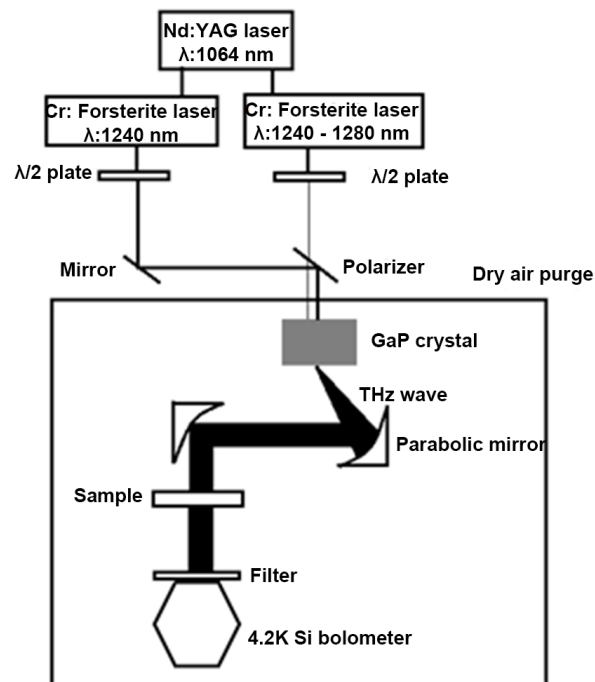 Nd:YAG laser
λ:1064 nm
Cr: Forsterite laser
λ:1240 nm
Cr: Forsterite laser
λ:1240 - 1280 nm
λ/2 plate
λ/2 plate
Mirror
Polarizer
Dry air purge
GaP crystal
THz wave
Parabolic mirror
Sample
Filter
4.2K Si bolometer